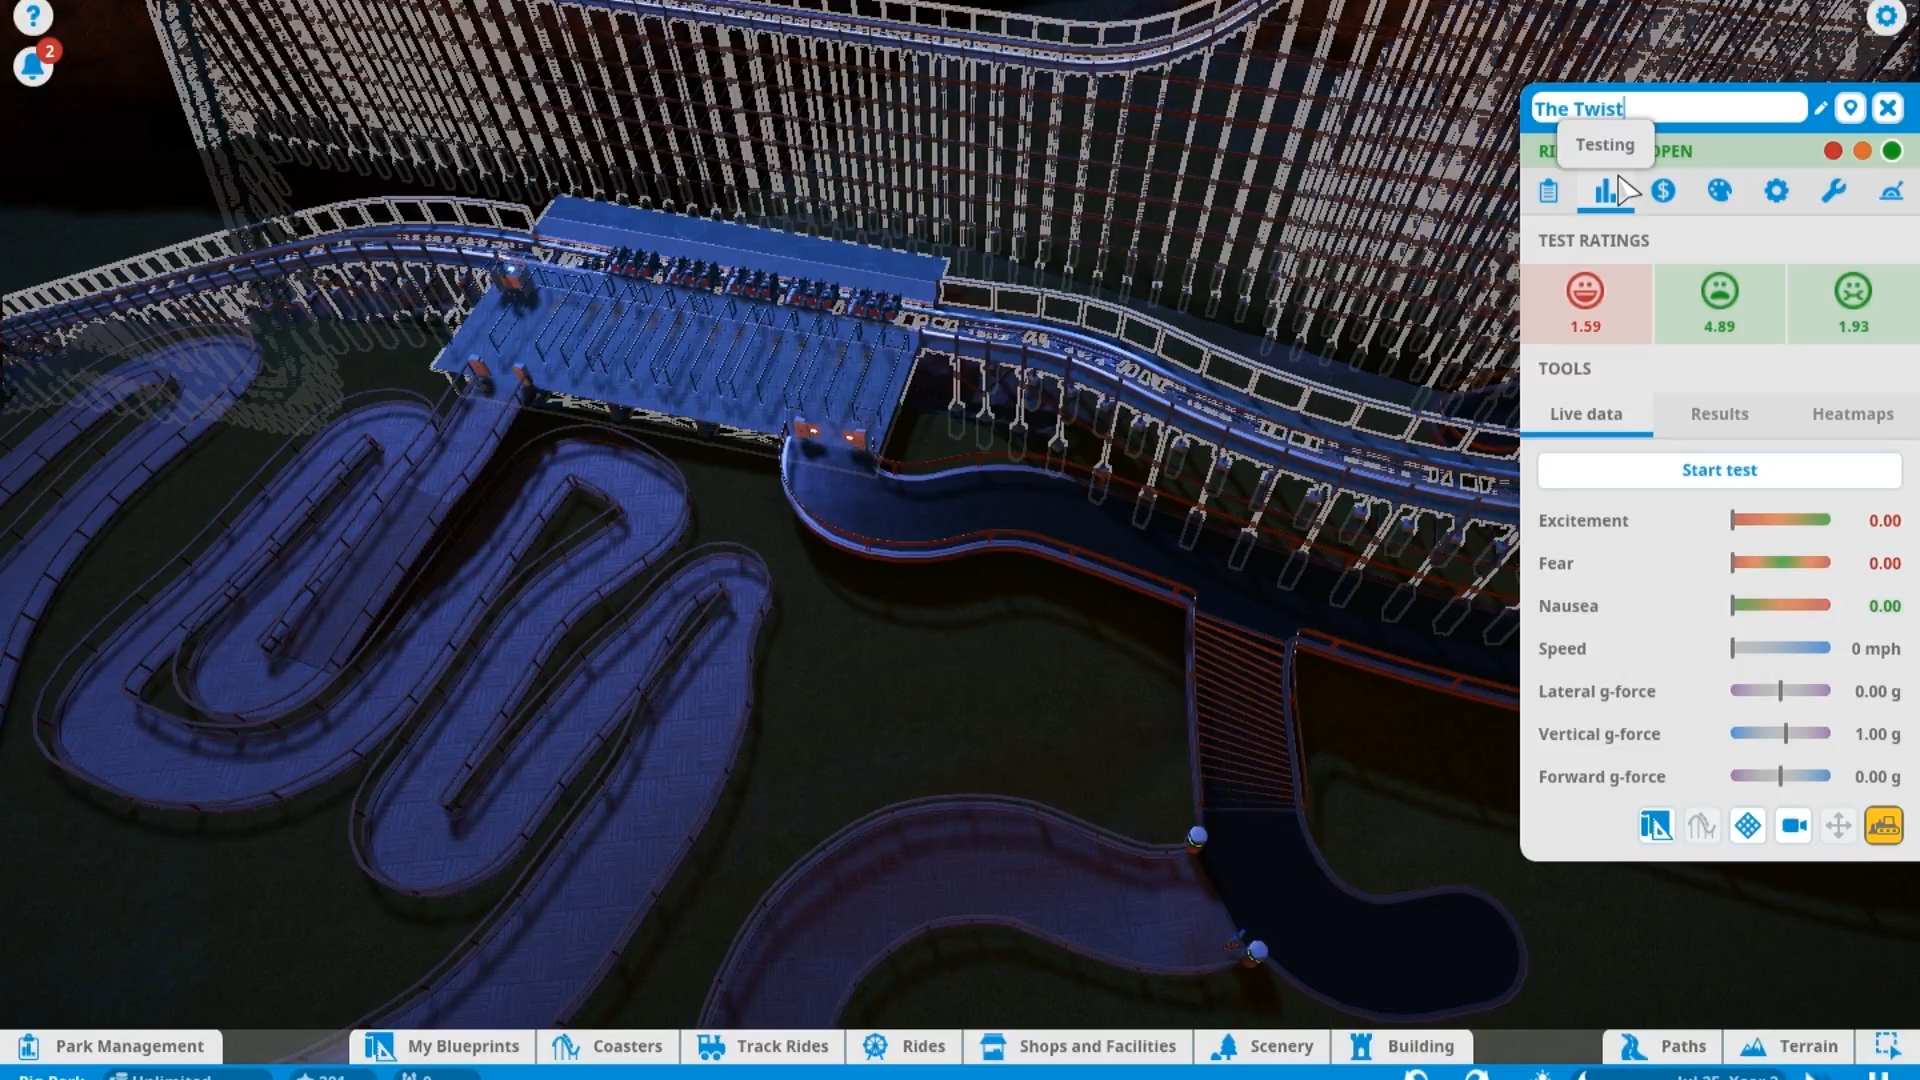 ?
2
The Twist
Testing
RI OPEN
TEST RATINGS
1.59 4.89 1.93
TOOLS
Live data Results Heatmaps
Start test
Excitement 0.00
Fear 0.00
Nausea 0.00
Speed 0 mph
Lateral g-force 0.00 g
Vertical g-force 1.00 g
Forward g-force 0.00 g
Park Management My Blueprints Coasters Track Rides Rides Shops and Facilities Scenery Building Paths Terrain
Unlimited